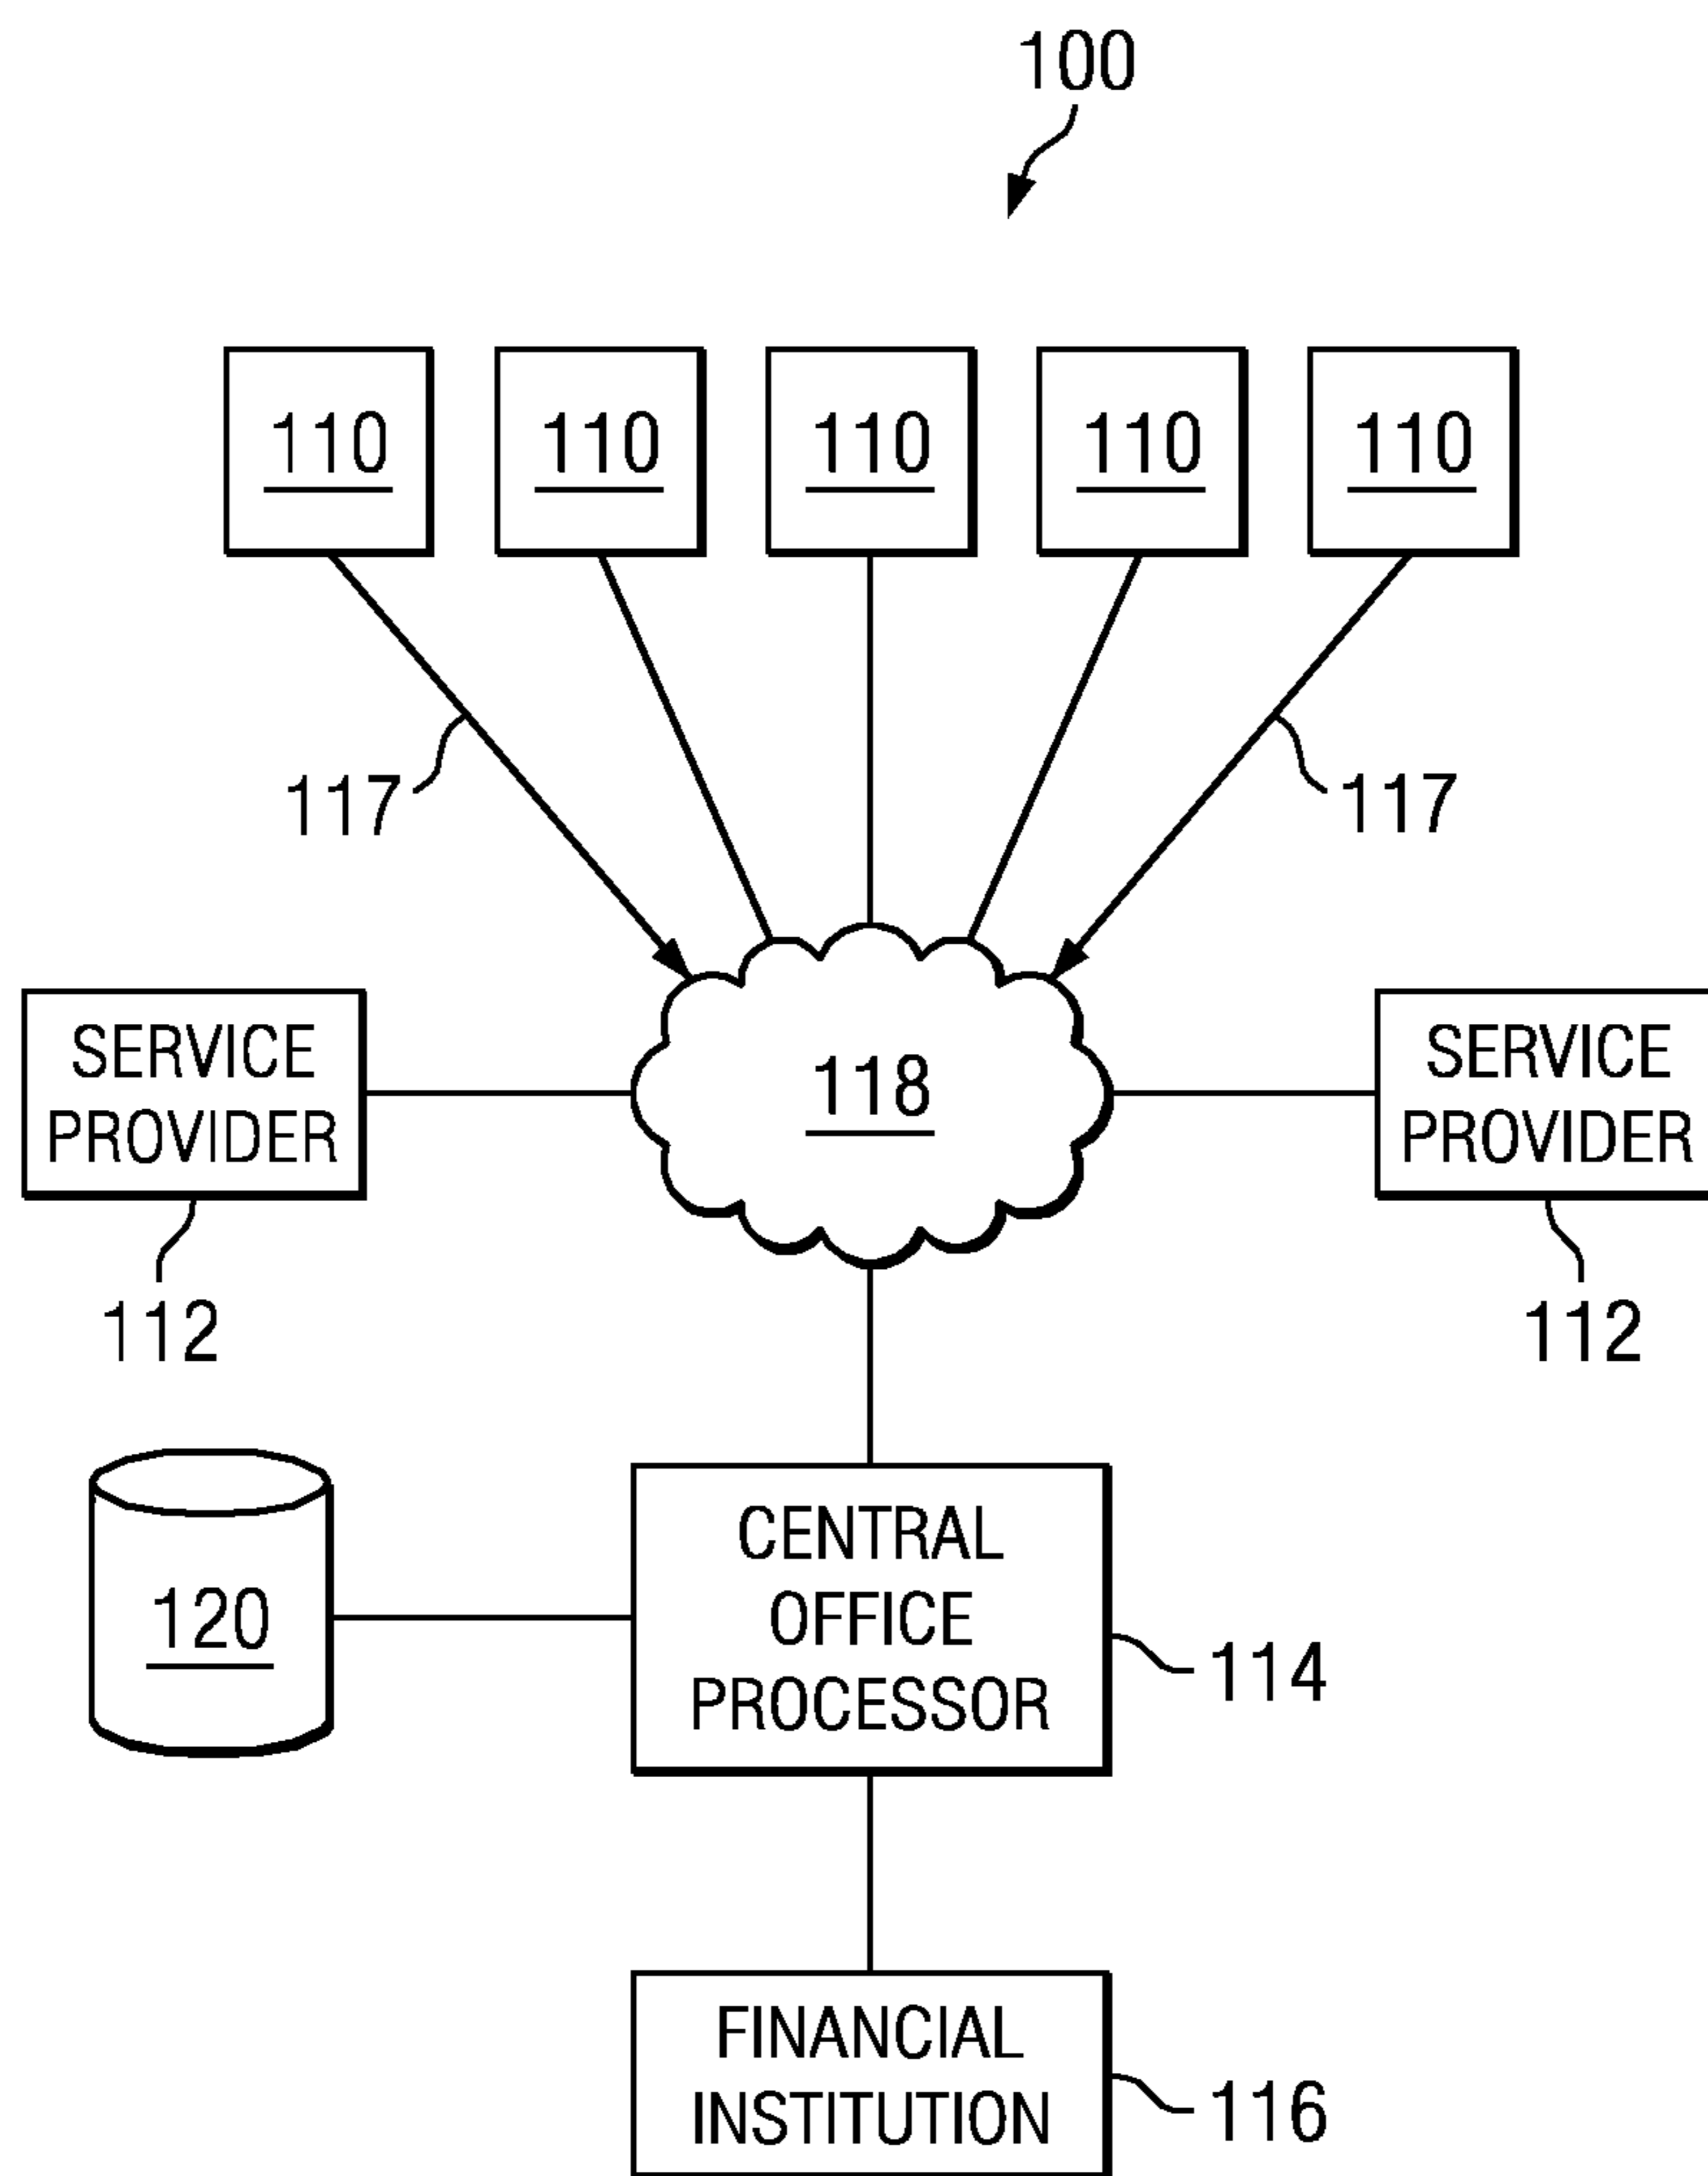 100
110 110 110 110 110
117 117
SERVICE
PROVIDER
118
SERVICE
PROVIDER
112 112
120
CENTRAL
OFFICE
PROCESSOR
114
FINANCIAL
INSTITUTION
116